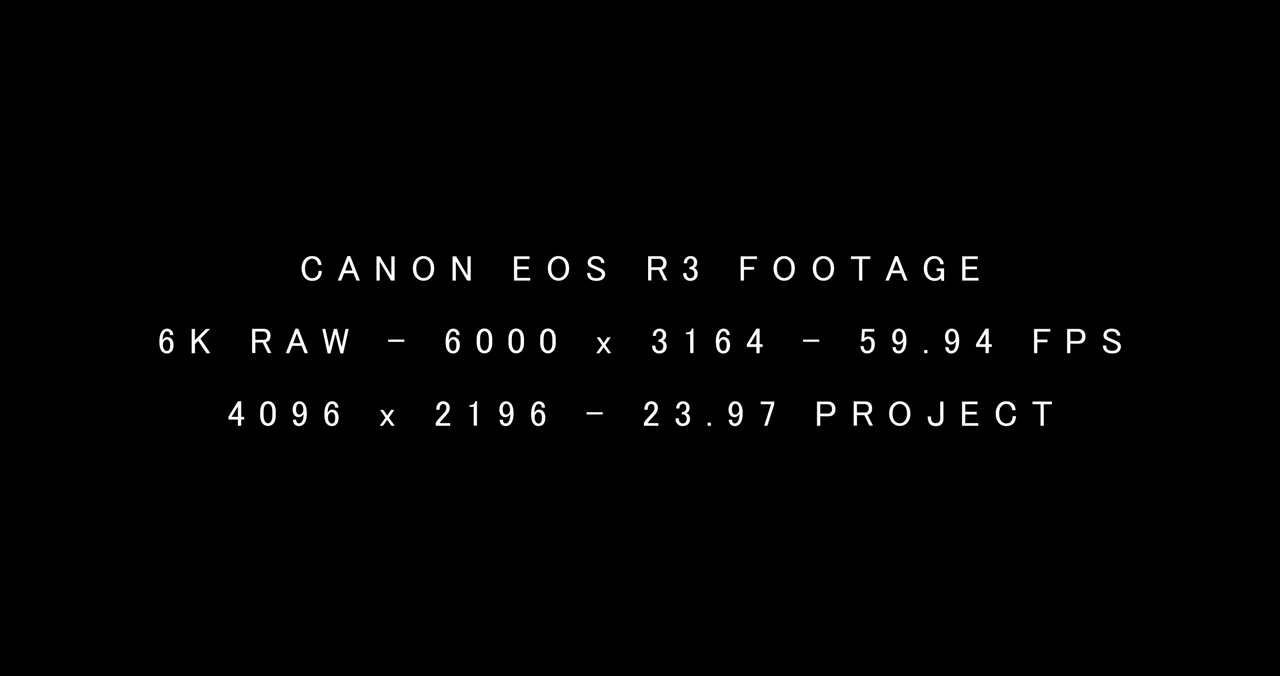 CANON EOS R3 FOOTAGE
6K RAW - 6000 x 3164 - 59.94 FPS
4096 x 2196 - 23.97 PROJECT